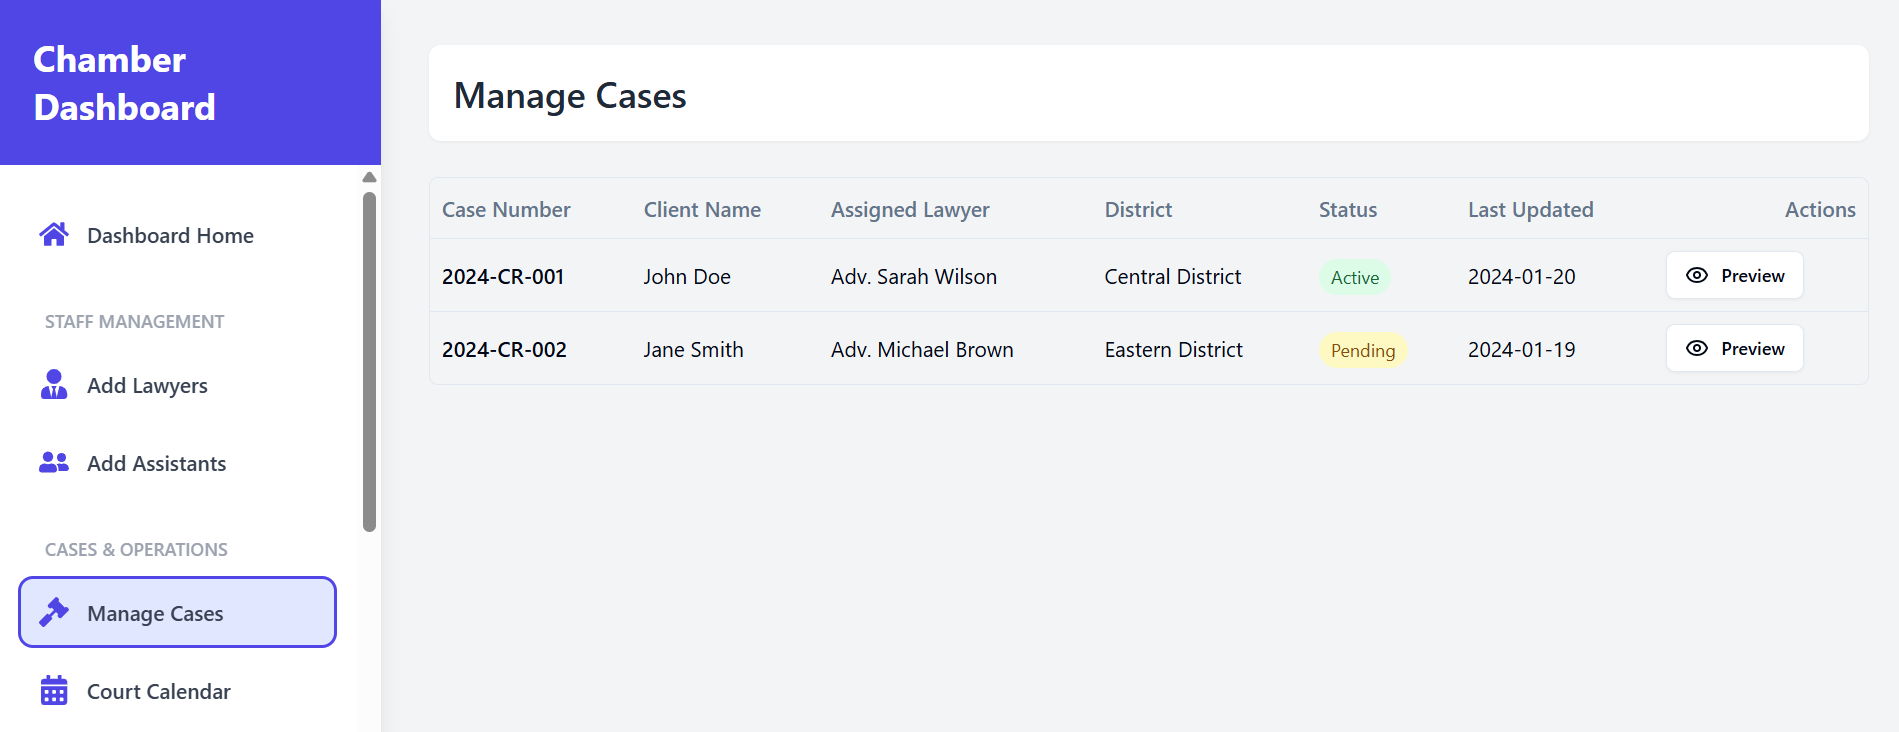 Chamber
Dashboard
Dashboard Home
STAFF MANAGEMENT
Add Lawyers
Add Assistants
CASES & OPERATIONS
Manage Cases
Court Calendar
Manage Cases
Case Number Client Name Assigned Lawyer District Status Last Updated Actions
2024-CR-001 John Doe Adv. Sarah Wilson Central District Active 2024-01-20 Preview
2024-CR-002 Jane Smith Adv. Michael Brown Eastern District Pending 2024-01-19 Preview